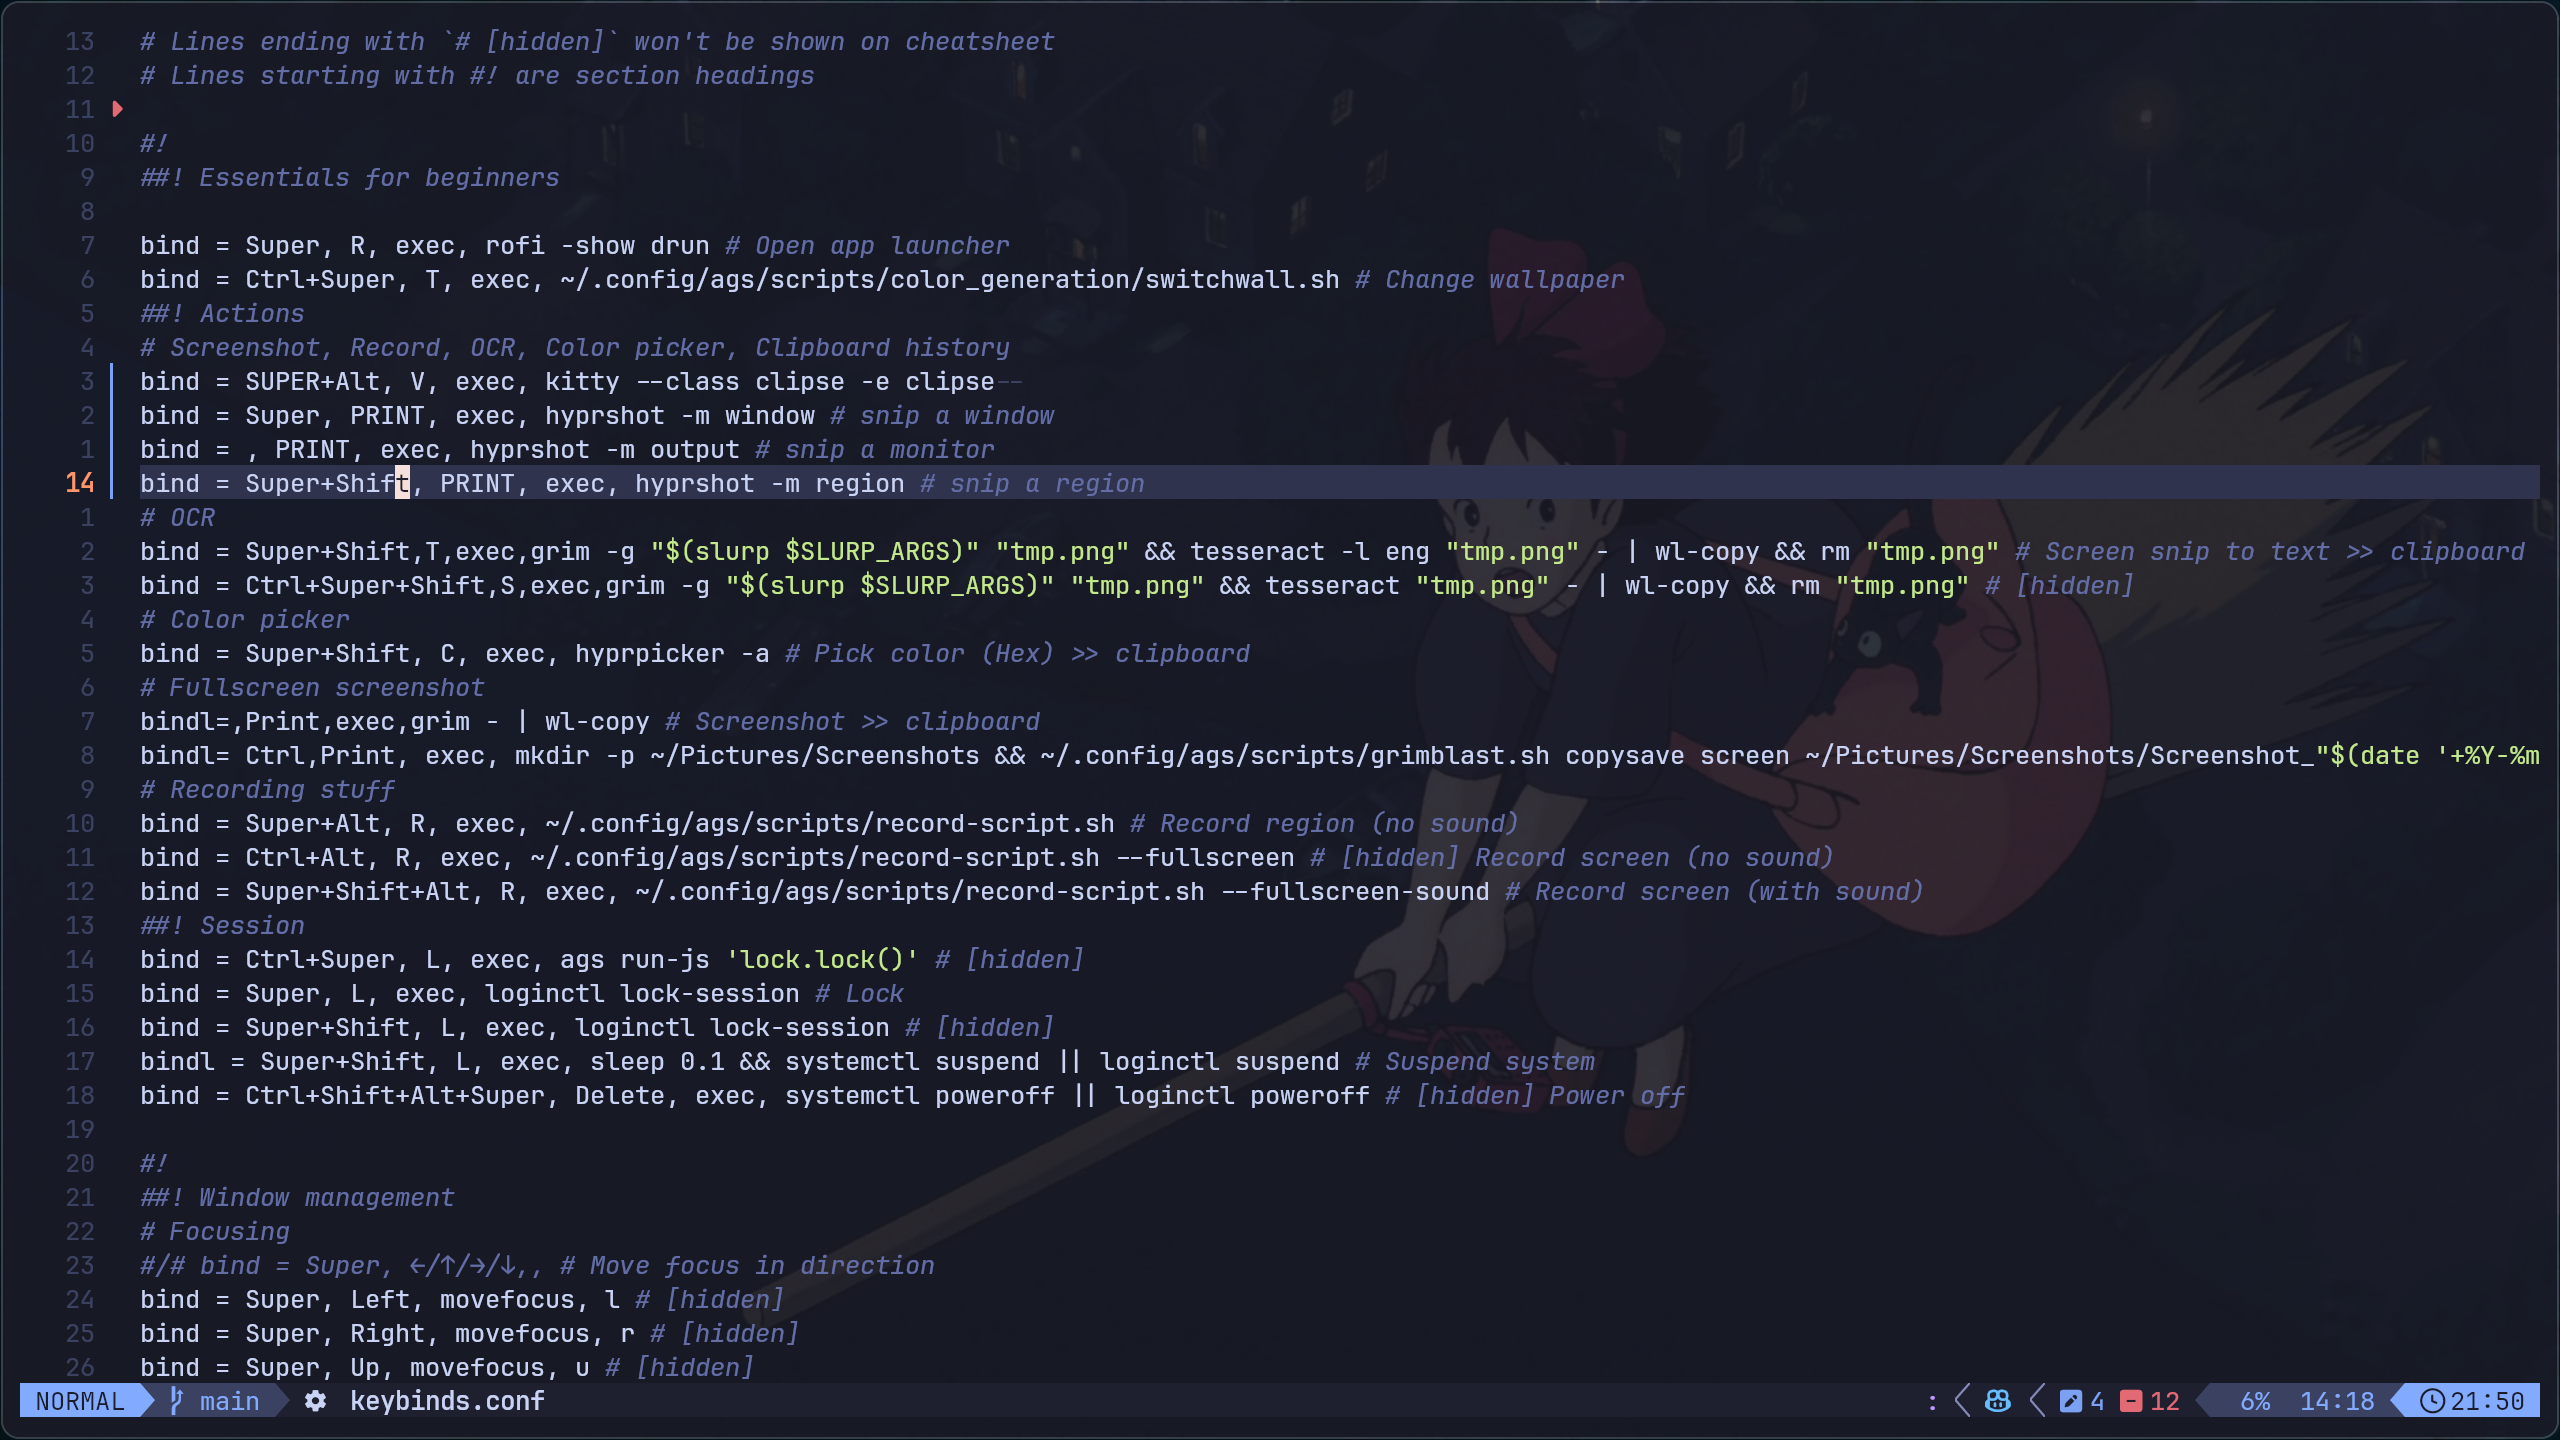 13 # Lines ending with `# [hidden]` won't be shown on cheatsheet
12 # Lines starting with #! are section headings
11
10 #!
9 ##! Essentials for beginners
8
7 bind = Super, R, exec, rofi -show drun # Open app launcher
6 bind = Ctrl+Super, T, exec, ~/.config/ags/scripts/color_generation/switchwall.sh # Change wallpaper
5 ##! Actions
4 # Screenshot, Record, OCR, Color picker, Clipboard history
3 bind = SUPER+Alt, V, exec, kitty --class clipse -e clipse--
2 bind = Super, PRINT, exec, hyprshot -m window # snip a window
1 bind = , PRINT, exec, hyprshot -m output # snip a monitor
14 bind = Super+Shift, PRINT, exec, hyprshot -m region # snip a region
1 # OCR
2 bind = Super+Shift,T,exec,grim -g "$(slurp $SLURP_ARGS)" "tmp.png" && tesseract -l eng "tmp.png" - | wl-copy && rm "tmp.png" # Screen snip to text >> clipboard
3 bind = Ctrl+Super+Shift,S,exec,grim -g "$(slurp $SLURP_ARGS)" "tmp.png" && tesseract "tmp.png" - | wl-copy && rm "tmp.png" # [hidden]
4 # Color picker
5 bind = Super+Shift, C, exec, hyprpicker -a # Pick color (Hex) >> clipboard
6 # Fullscreen screenshot
7 bindl=,Print,exec,grim - | wl-copy # Screenshot >> clipboard
8 bindl= Ctrl,Print, exec, mkdir -p ~/Pictures/Screenshots && ~/.config/ags/scripts/grimblast.sh copysave screen ~/Pictures/Screenshots/Screenshot_"$(date '+%Y-%m
9 # Recording stuff
10 bind = Super+Alt, R, exec, ~/.config/ags/scripts/record-script.sh # Record region (no sound)
11 bind = Ctrl+Alt, R, exec, ~/.config/ags/scripts/record-script.sh --fullscreen # [hidden] Record screen (no sound)
12 bind = Super+Shift+Alt, R, exec, ~/.config/ags/scripts/record-script.sh --fullscreen-sound # Record screen (with sound)
13 ##! Session
14 bind = Ctrl+Super, L, exec, ags run-js 'lock.lock()' # [hidden]
15 bind = Super, L, exec, loginctl lock-session # Lock
16 bind = Super+Shift, L, exec, loginctl lock-session # [hidden]
17 bindl = Super+Shift, L, exec, sleep 0.1 && systemctl suspend || loginctl suspend # Suspend system
18 bind = Ctrl+Shift+Alt+Super, Delete, exec, systemctl poweroff || loginctl poweroff # [hidden] Power off
19
20 #!
21 ##! Window management
22 # Focusing
23 #/# bind = Super, ←/↑/→/↓,, # Move focus in direction
24 bind = Super, Left, movefocus, l # [hidden]
25 bind = Super, Right, movefocus, r # [hidden]
26 bind = Super, Up, movefocus, u # [hidden]
NORMAL main keybinds.conf : 4 12 6% 14:18 21:50